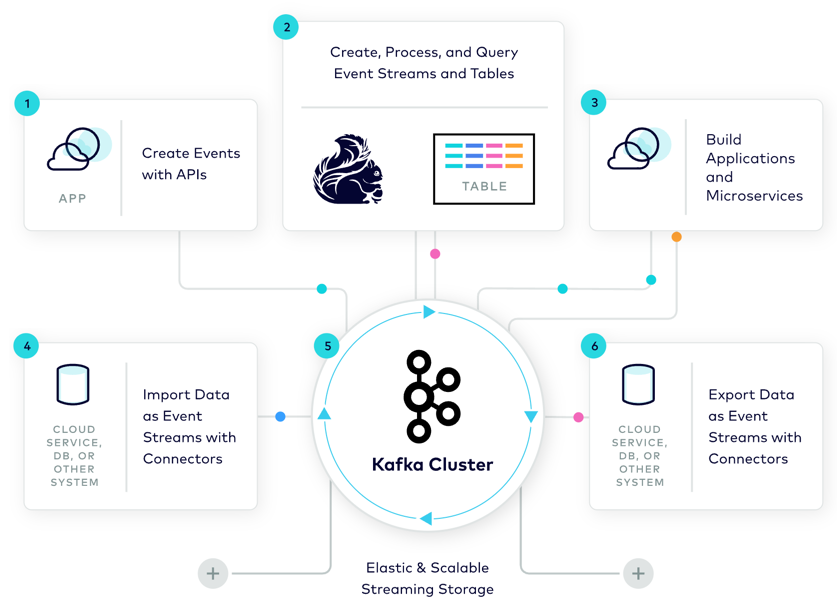 1
APP
Create Events
with APIs
2
Create, Process, and Query
Event Streams and Tables
TABLE
3
Build
Applications
and
Microservices
4
CLOUD
SERVICE,
DB, OR
OTHER
SYSTEM
Import Data
as Event
Streams with
Connectors
5
Kafka Cluster
6
CLOUD
SERVICE,
DB, OR
OTHER
SYSTEM
Export Data
as Event
Streams with
Connectors
+
Elastic & Scalable
Streaming Storage
+